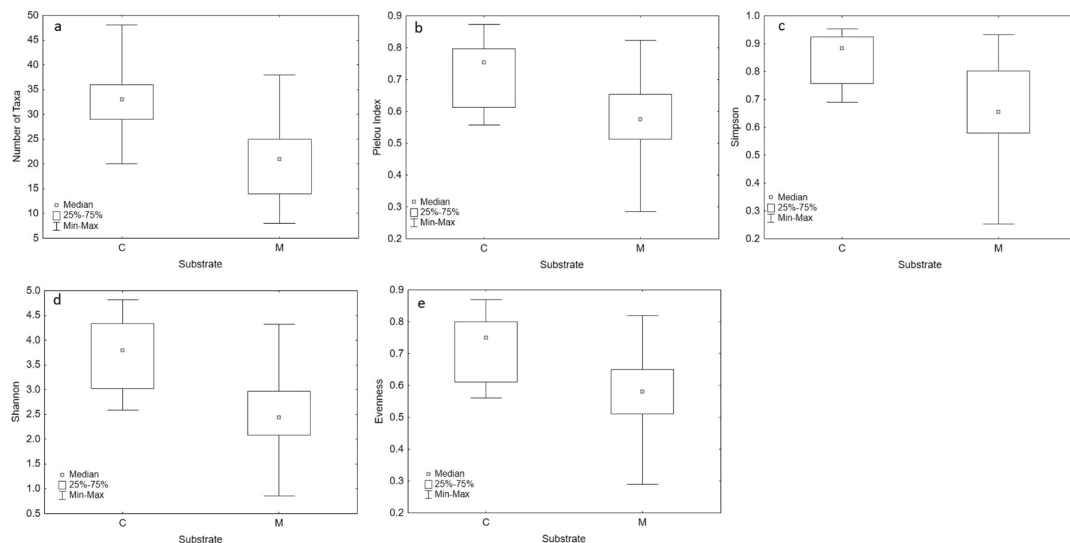 a
50
45
40
35
30
25
20
15
10
5
Number of Taxa
Median
25%-75%
Min-Max
C M
Substrate
b
0.9
0.8
0.7
0.6
0.5
0.4
0.3
0.2
Pielou Index
Median
25%-75%
Min-Max
C M
Substrate
c
1.0
0.9
0.8
0.7
0.6
0.5
0.4
0.3
0.2
Simpson
Median
25%-75%
Min-Max
C M
Substrate
d
5.0
4.5
4.0
3.5
3.0
2.5
2.0
1.5
1.0
0.5
Shannon
Median
25%-75%
Min-Max
C M
Substrate
e
0.9
0.8
0.7
0.6
0.5
0.4
0.3
0.2
Evenness
Median
25%-75%
Min-Max
C M
Substrate